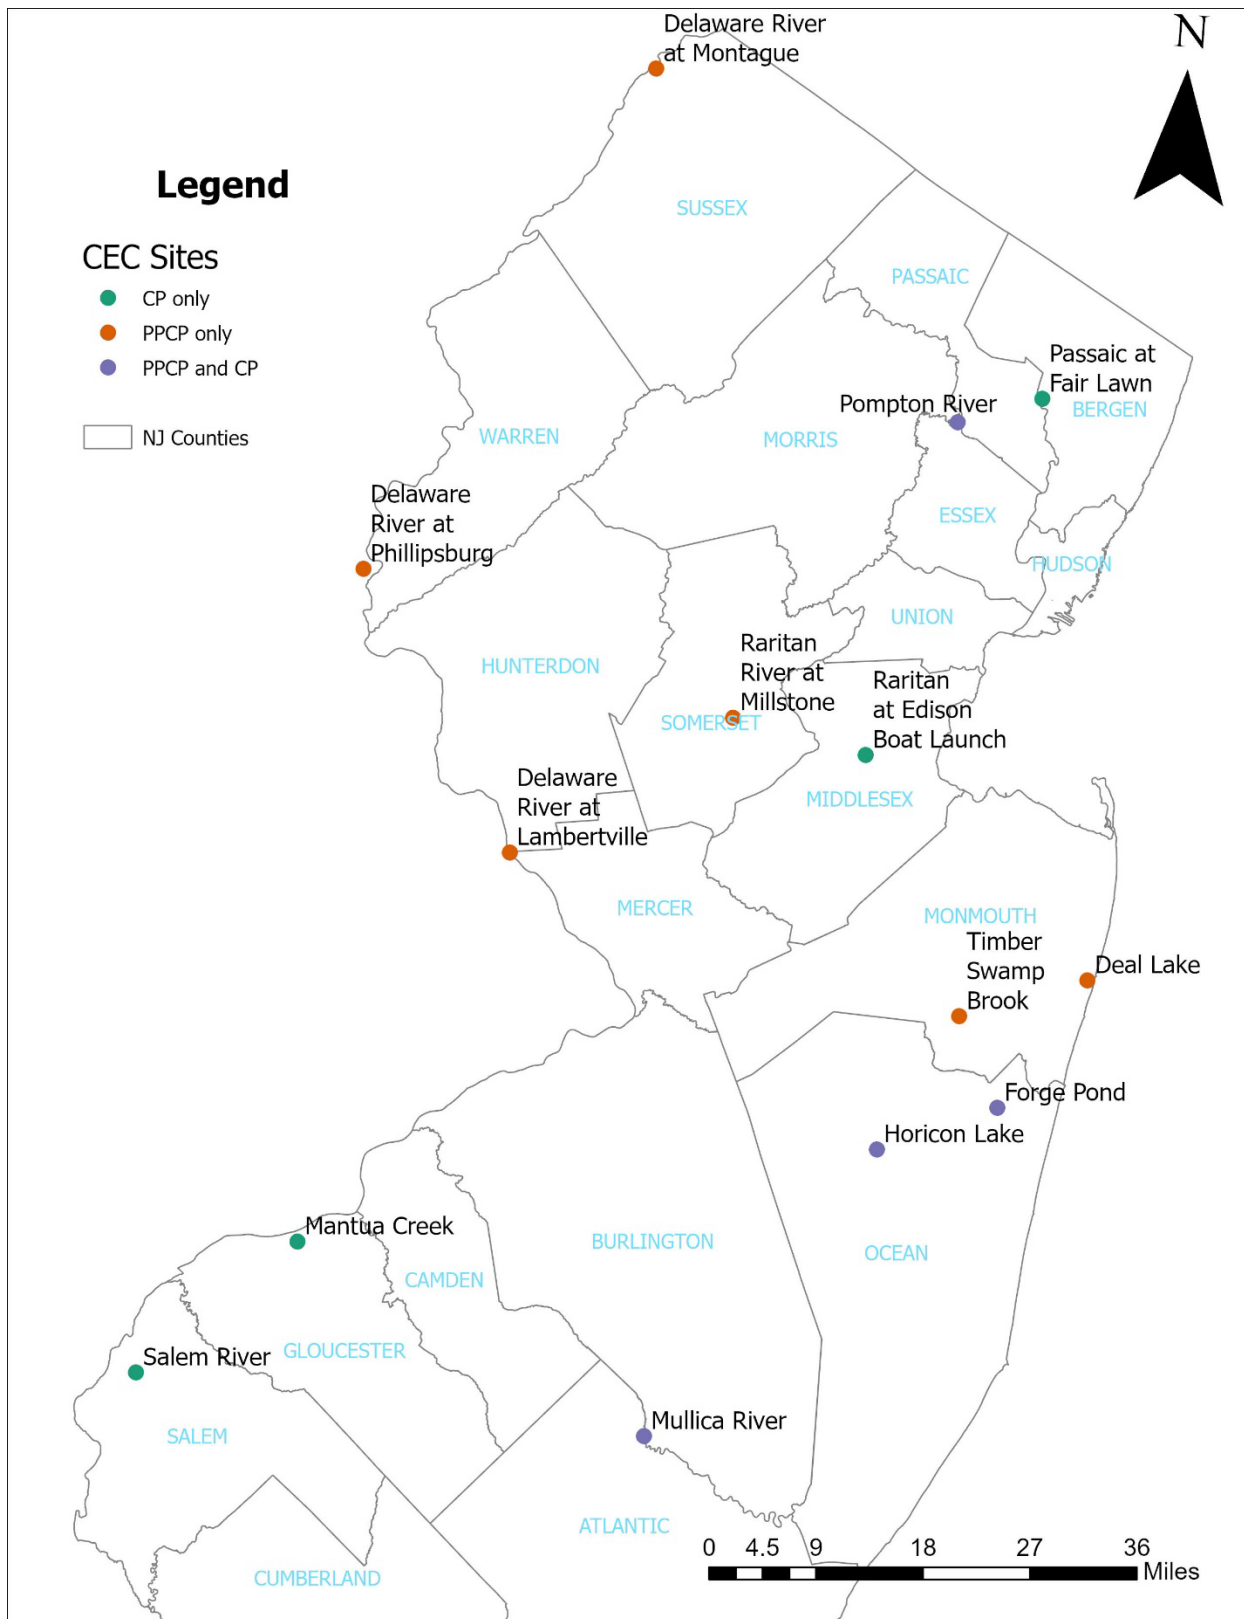 Delaware River
at Montague
N
Legend
SUSSEX
CEC Sites
PASSAIC
CP only
PPCP only
Passaic at
Fair Lawn
PPCP and CP
Pompton River
BERGEN
NJ Counties
WARREN
MORRIS
Delaware
River at
Phillipsburg
ESSEX
HUDSON
UNION
Raritan
River at
Millstone
HUNTERDON
Raritan
at Edison
Boat Launch
SOMERSET
Delaware
River at
Lambertville
MIDDLESEX
MERCER
MONMOUTH
Timber
Swamp
Brook
Deal Lake
Forge Pond
Horicon Lake
Mantua Creek
BURLINGTON
OCEAN
CAMDEN
Salem River
GLOUCESTER
Mullica River
SALEM
ATLANTIC
0 4.5 9 18 27 36
Miles
CUMBERLAND